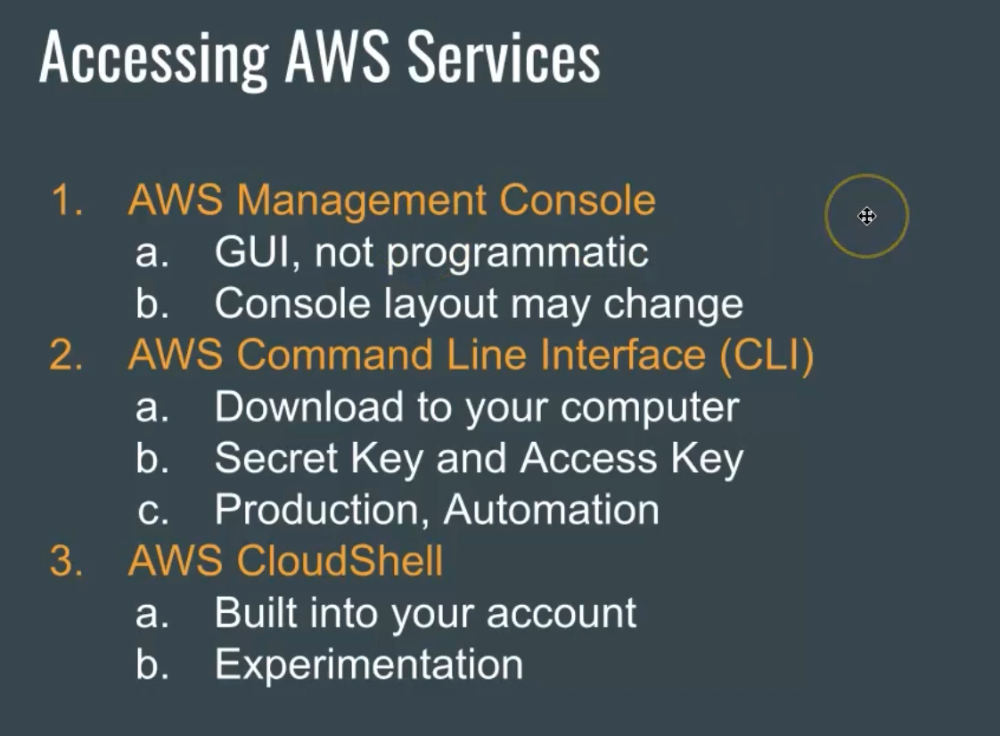 Accessing AWS Services
1. AWS Management Console
a. GUI, not programmatic
b. Console layout may change
2. AWS Command Line Interface (CLI)
a. Download to your computer
b. Secret Key and Access Key
c. Production, Automation
3. AWS CloudShell
a. Built into your account
b. Experimentation